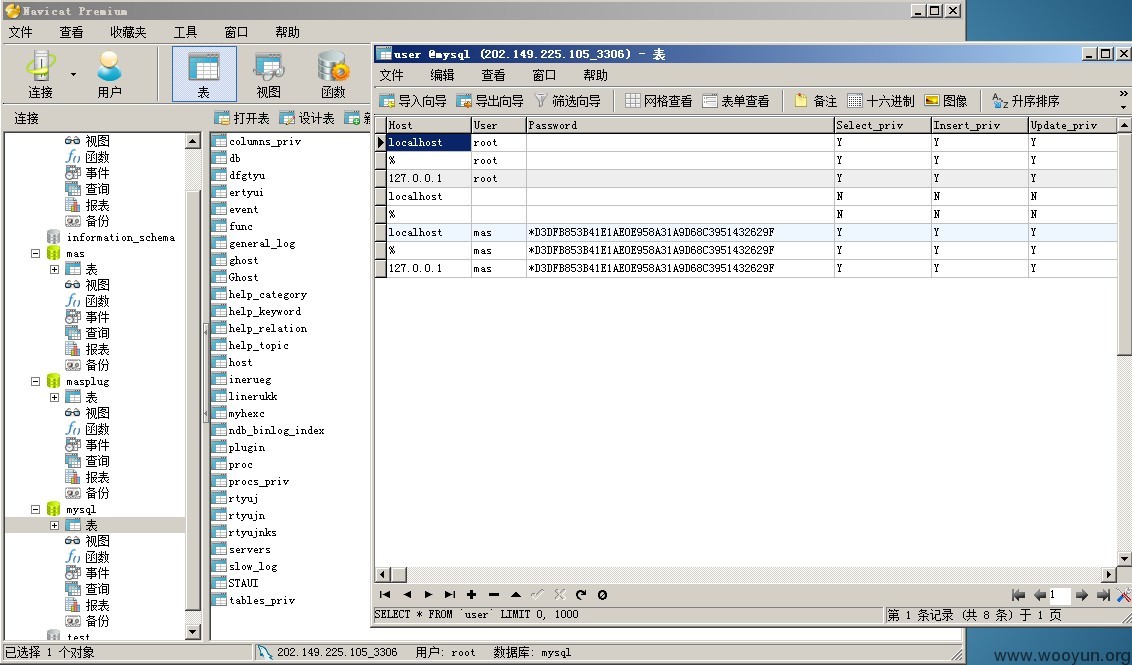 Navicat Premium
文件 查看 收藏夹 工具 窗口 帮助
连接 用户 表 视图 函数
连接
打开表 设计表
视图
函数
事件
查询
报表
备份
information_schema
mas
表
视图
函数
事件
查询
报表
备份
masplug
表
视图
函数
事件
查询
报表
备份
mysql
表
视图
函数
事件
查询
报表
备份
test
columns_priv
db
dfgtyu
ertyui
event
func
general_log
ghost
Ghost
help_category
help_keyword
help_relation
help_topic
host
inerueg
linerukk
myhexc
ndb_binlog_index
plugin
proc
procs_priv
rtyuj
rtyujn
rtyujnks
servers
slow_log
STAUI
tables_priv
user @mysql (202.149.225.105_3306) - 表
文件 编辑 查看 窗口 帮助
导入向导 导出向导 筛选向导 网格查看 表单查看 备注 十六进制 图像 升序排序
Host User Password Select_priv Insert_priv Update_priv
localhost root Y Y Y
% root Y Y Y
127.0.0.1 root Y Y Y
localhost N N N
% N N N
localhost mas *D3DFB853B41E1AE0E958A31A9D68C3951432629F Y Y Y
% mas *D3DFB853B41E1AE0E958A31A9D68C3951432629F Y Y Y
127.0.0.1 mas *D3DFB853B41E1AE0E958A31A9D68C3951432629F Y Y Y
1
SELECT * FROM `user` LIMIT 0, 1000
第 1 条记录 (共 8 条) 于 1 页
已选择 1 个对象
202.149.225.105_3306 用户: root 数据库: mysql
www.wooyun.org